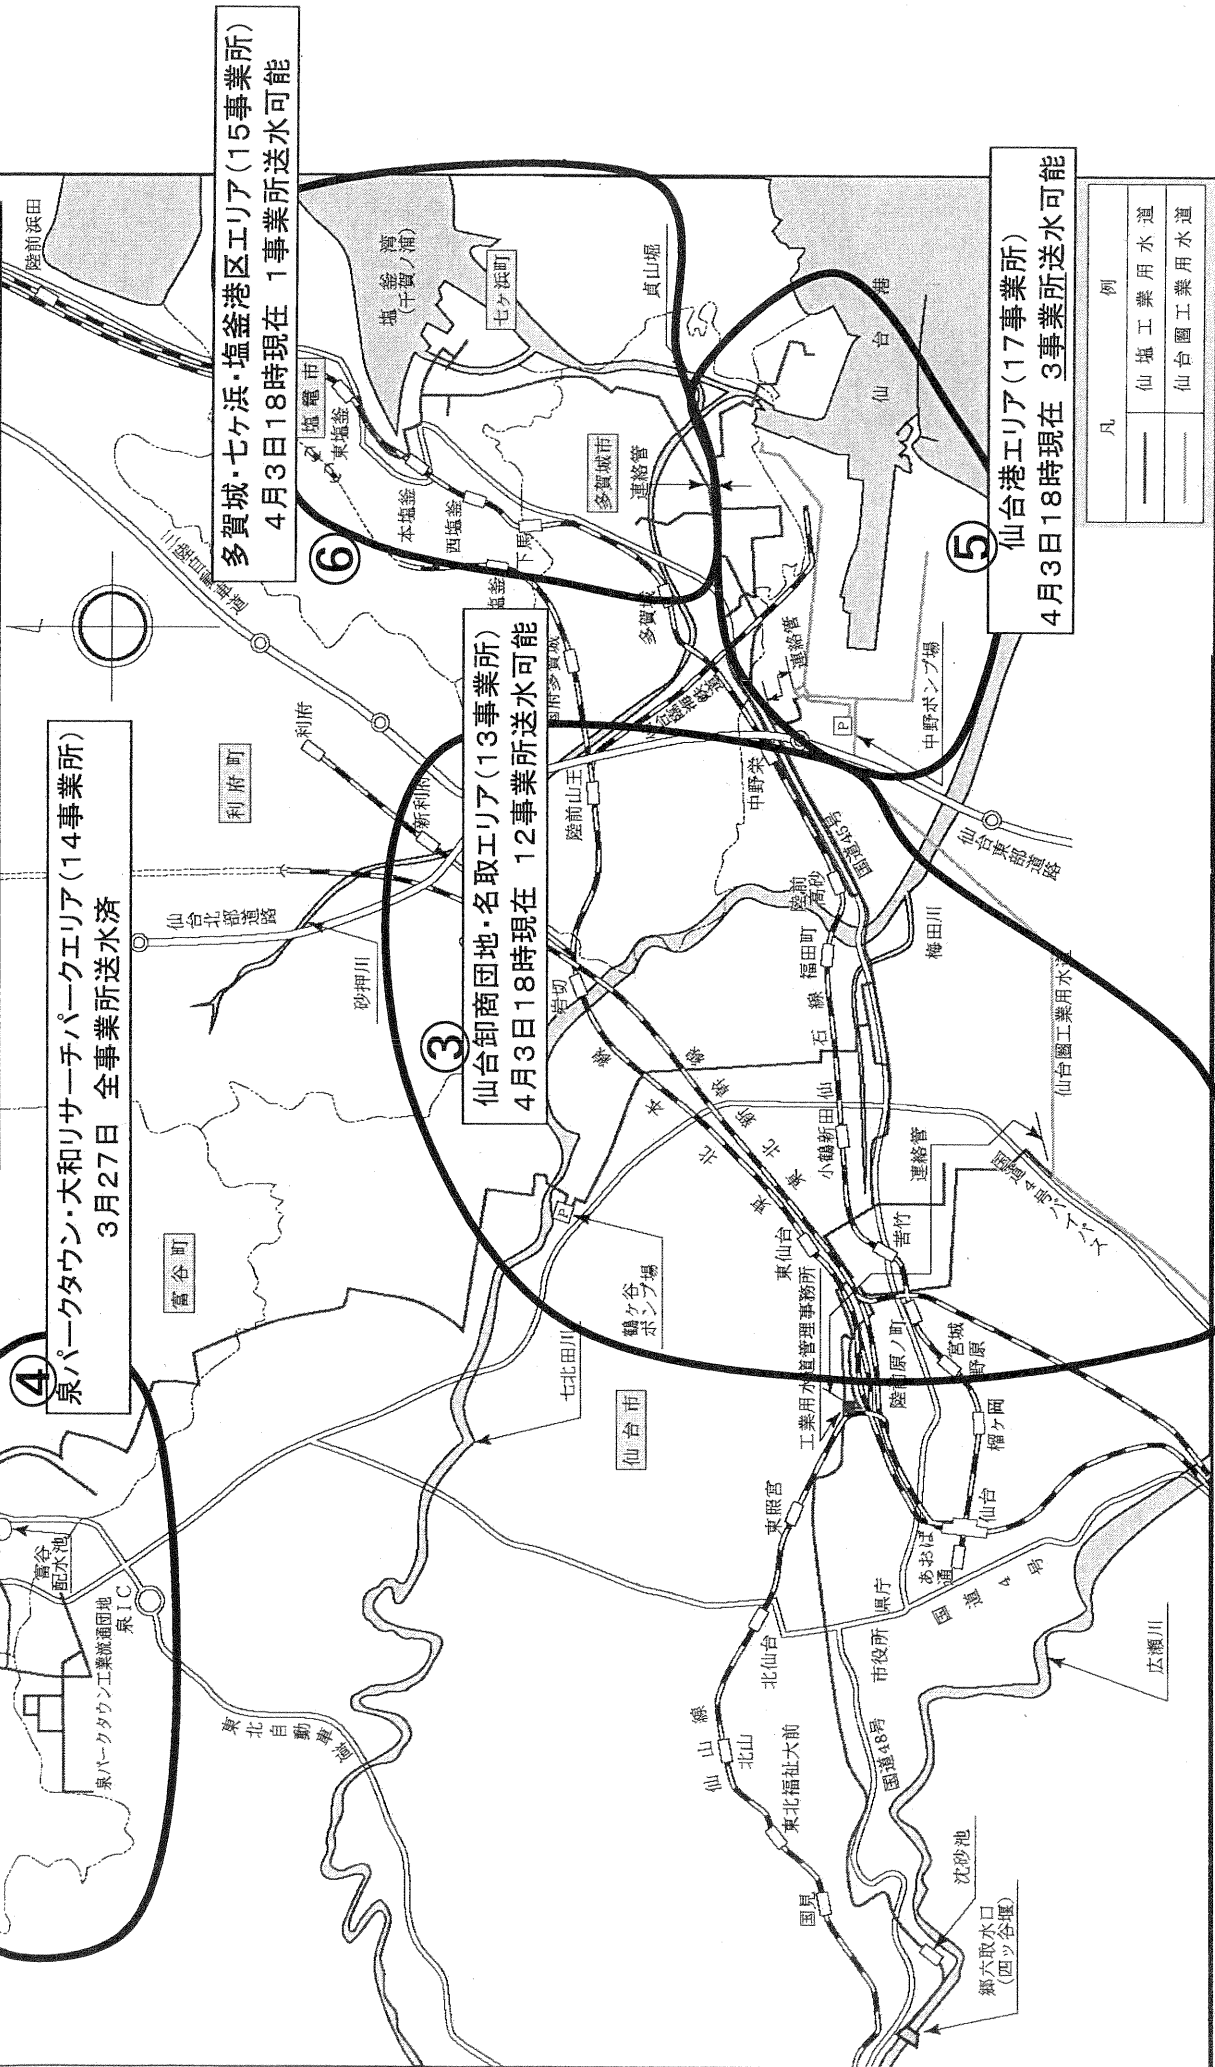 ④
泉パークタウン・大和リサーチパークエリア(14事業所)
3月27日 全事業所送水済
③
仙台卸商団地・名取エリア(13事業所)
4月3日18時現在 12事業所送水可能
⑥
多賀城・七ヶ浜・塩釜港区エリア(15事業所)
4月3日18時現在 1事業所送水可能
⑤
仙台港エリア(17事業所)
4月3日18時現在 3事業所送水可能
凡例
仙塩工業用水道
仙台圏工業用水道
陸前浜田
塩釜湾
(千賀ノ浦)
七ヶ浜町
貞山堀
塩竈市
東塩釜
本塩釜
西塩釜
下馬
塩釜
多賀城市
連絡管
多賀城
国府多賀城
仙台港
三陸自動車道
利府
利府町
新利府
陸前山王
仙台臨海鉄道
連絡管
中野ポンプ場
P
中野栄
国道45号
仙台東部道路
仙台北部道路
砂押川
岩切
陸前高砂
福田町
梅田川
仙石線
小鶴新田
仙台圏工業用水道
連絡管
国道4号バイパス
東北本線
東北新幹線
富谷町
P
鶴ヶ谷
ポンプ場
七北田川
東仙台
苦竹
工業用水道管理事務所
陸前原ノ町
宮城
野原
榴ヶ岡
仙台市
東照宮
仙台
あおば
通
国道4号
県庁
市役所
北仙台
広瀬川
富谷
配水池
泉IC
泉パークタウン工業流通団地
東北自動車道
仙山線
北山
東北福祉大前
国道48号
国見
沈砂池
郷六取水口
(四ッ谷堰)